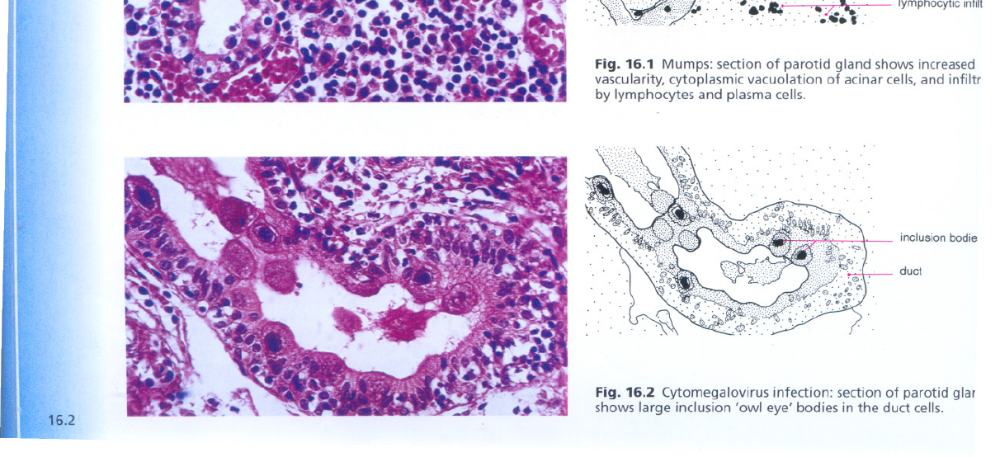 lymphocytic infilt
Fig. 16.1 Mumps: section of parotid gland shows increased
vascularity, cytoplasmic vacuolation of acinar cells, and infiltr
by lymphocytes and plasma cells.
inclusion bodie
duct
Fig. 16.2 Cytomegalovirus infection: section of parotid glan
shows large inclusion 'owl eye' bodies in the duct cells.
16.2